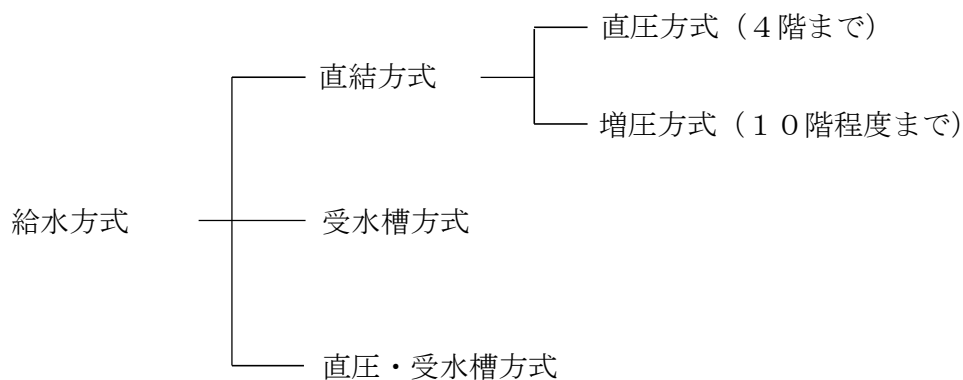 直圧方式（４階まで）
直結方式
増圧方式（１０階程度まで）
給水方式
受水槽方式
直圧・受水槽方式